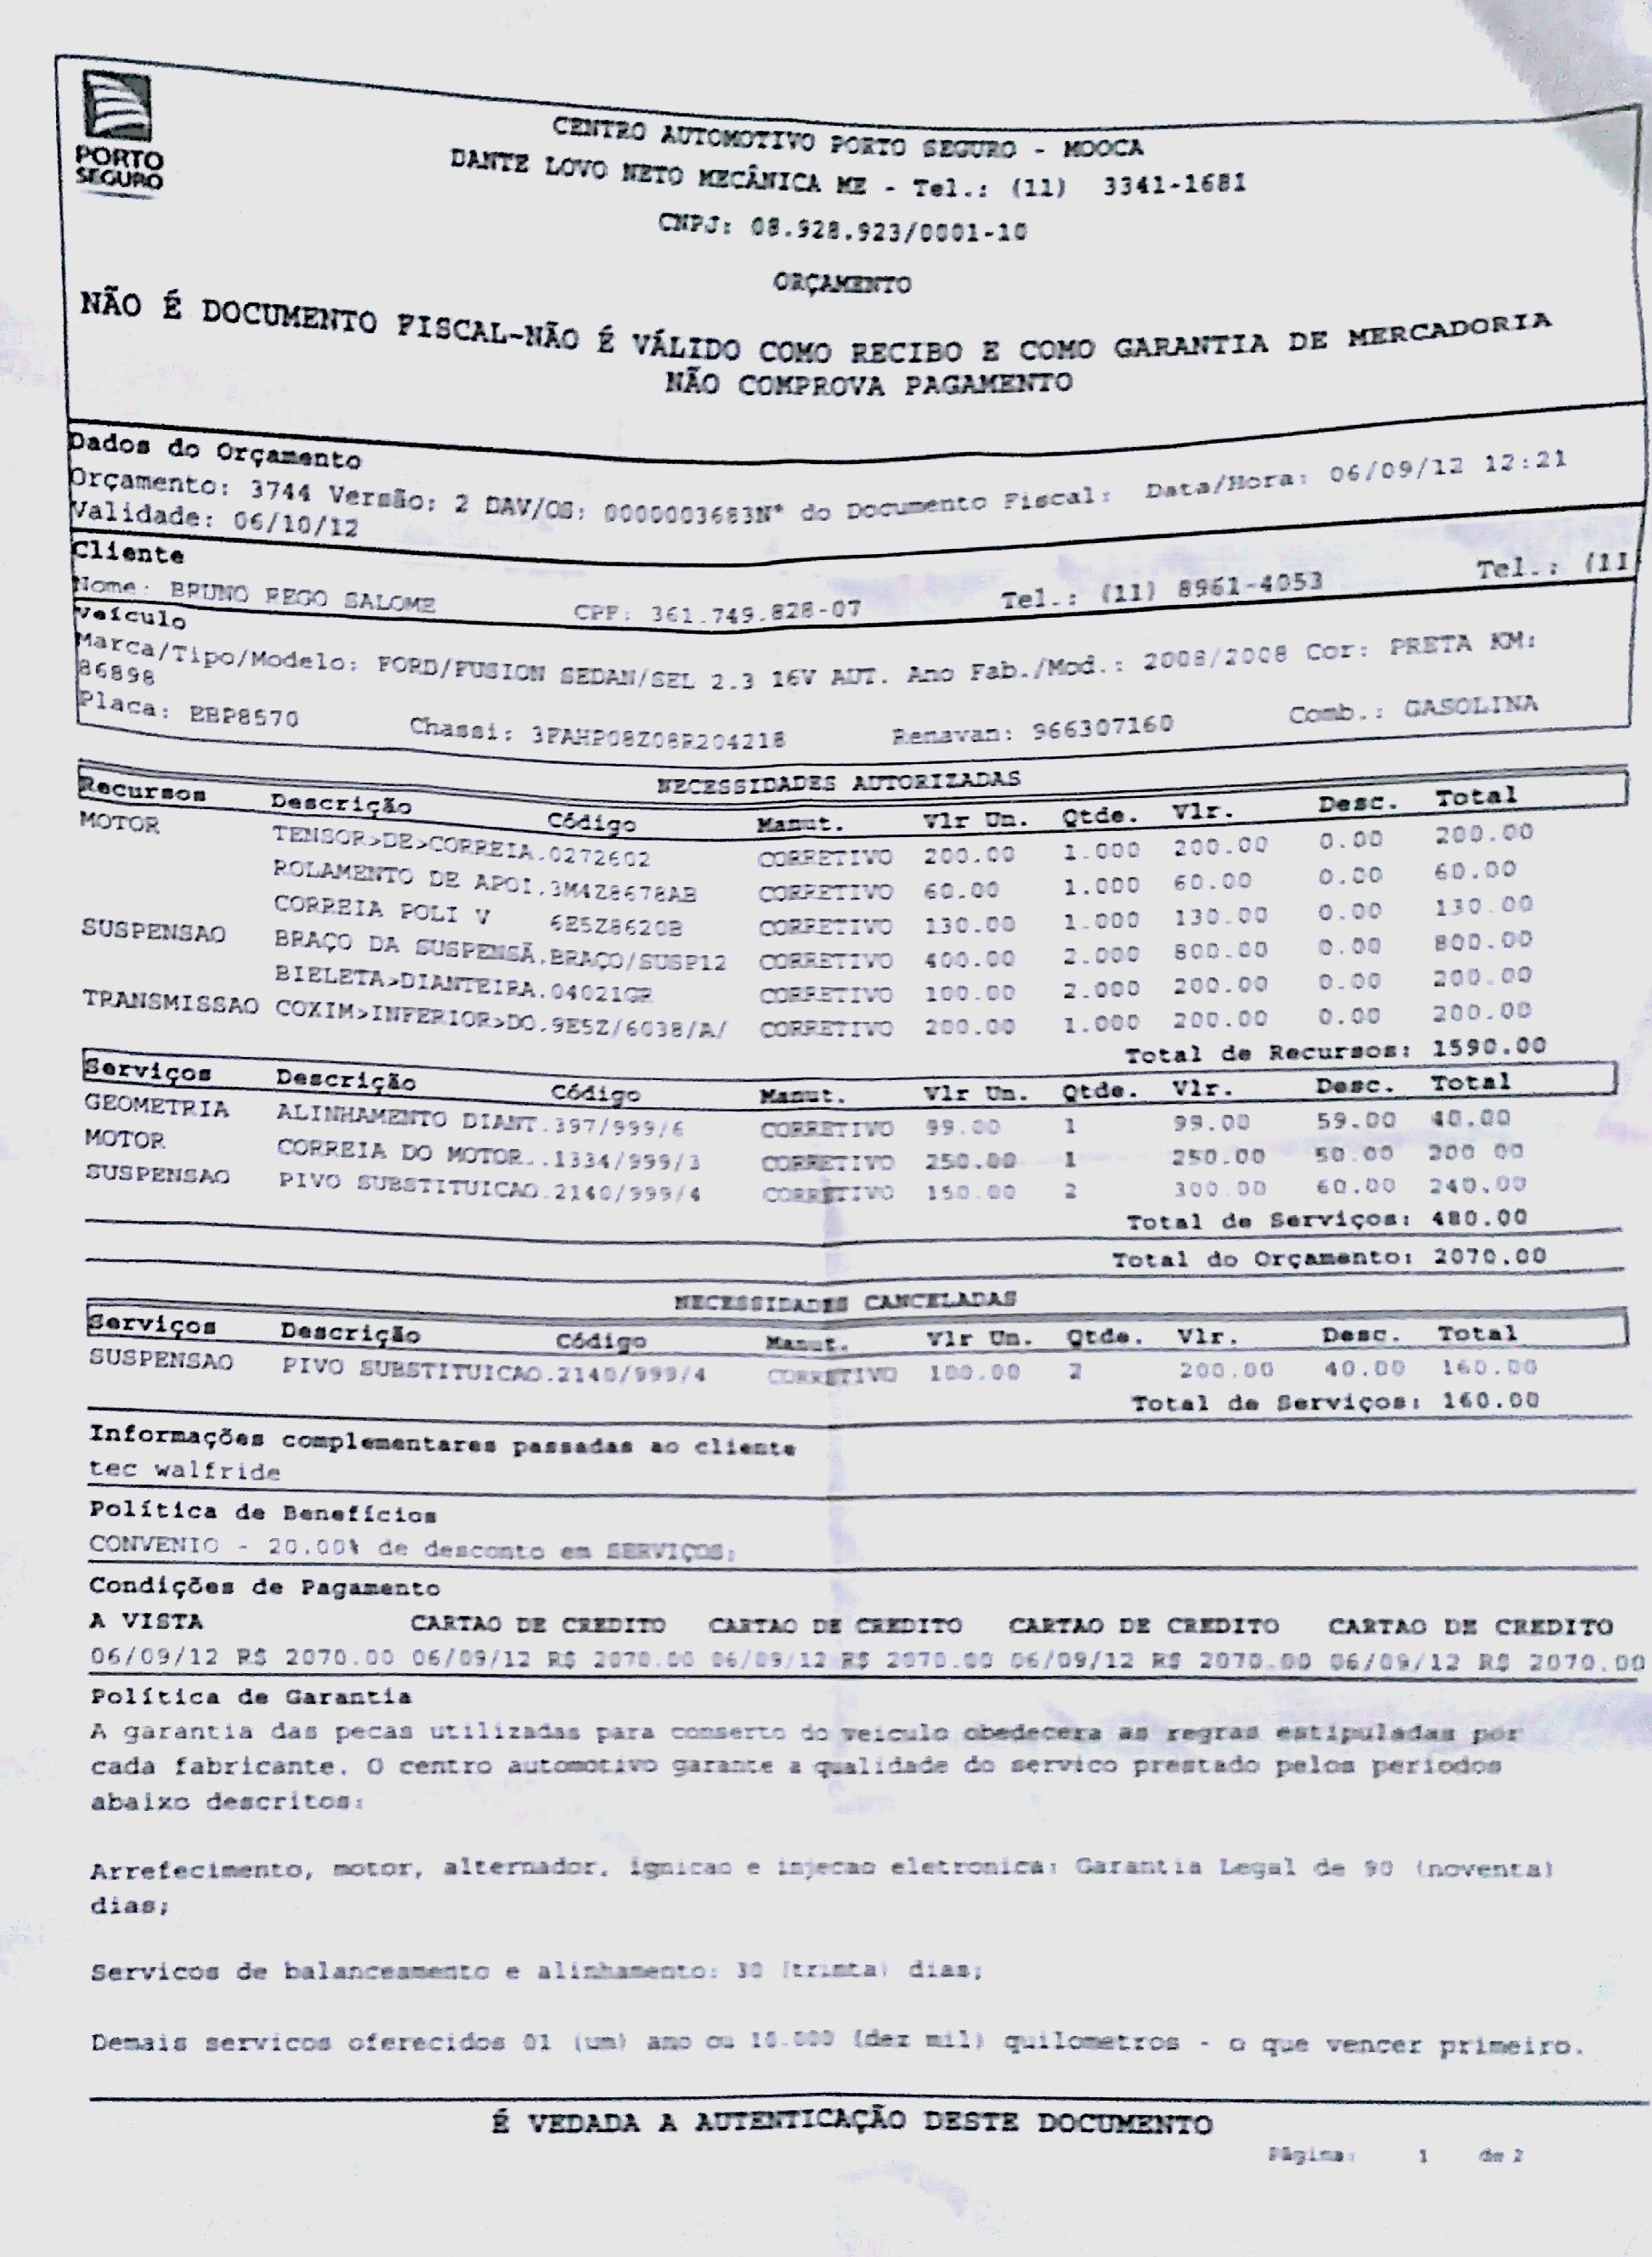 PORTO
SEGURO
CENTRO AUTOMOTIVO PORTO SEGURO - MOOCA
DANTE LOVO NETO MECÂNICA ME - Tel.: (11) 3341-1681
CNPJ: 08.928.923/0001-10
ORÇAMENTO
NÃO É DOCUMENTO FISCAL-NÃO É VÁLIDO COMO RECIBO E COMO GARANTIA DE MERCADORIA
NÃO COMPROVA PAGAMENTO
Dados do Orçamento
Orçamento: 3744 Versão: 2 DAV/OS: 0000003683Nº do Documento Fiscal: Data/Hora: 06/09/12 12:21
Validade: 06/10/12
Cliente
Nome: BRUNO REGO SALOME CPF: 361.749.828-07 Tel.: (11) 8961-4053 Tel.: (11
Veículo
Marca/Tipo/Modelo: FORD/FUSION SEDAN/SEL 2.3 16V AUT. Ano Fab./Mod.: 2008/2008 Cor: PRETA KM:
86898
Placa: EBP8570 Chassi: 3FAHP08Z08R204218 Renavan: 966307160 Comb.: GASOLINA
NECESSIDADES AUTORIZADAS
Recursos Descrição Código Manut. Vlr Un. Qtde. Vlr. Desc. Total
MOTOR TENSOR>DE>CORREIA.0272602 CORRETIVO 200.00 1.000 200.00 0.00 200.00
ROLAMENTO DE APOI.3M4Z8678AB CORRETIVO 60.00 1.000 60.00 0.00 60.00
CORREIA POLI V 6E5Z8620B CORRETIVO 130.00 1.000 130.00 0.00 130.00
SUSPENSAO BRAÇO DA SUSPENSÃ.BRAÇO/SUSP12 CORRETIVO 400.00 2.000 800.00 0.00 800.00
BIELETA>DIANTEIRA.04021GR CORRETIVO 100.00 2.000 200.00 0.00 200.00
TRANSMISSAO COXIM>INFERIOR>DO.9E5Z/6038/A/ CORRETIVO 200.00 1.000 200.00 0.00 200.00
Total de Recursos: 1590.00
Serviços Descrição Código Manut. Vlr Un. Qtde. Vlr. Desc. Total
GEOMETRIA ALINHAMENTO DIANT.397/999/6 CORRETIVO 99.00 1 99.00 59.00 40.00
MOTOR CORREIA DO MOTOR..1334/999/3 CORRETIVO 250.00 1 250.00 50.00 200.00
SUSPENSAO PIVO SUBSTITUICAO.2140/999/4 CORRETIVO 150.00 2 300.00 60.00 240.00
Total de Serviços: 480.00
Total do Orçamento: 2070.00
NECESSIDADES CANCELADAS
Serviços Descrição Código Manut. Vlr Un. Qtde. Vlr. Desc. Total
SUSPENSAO PIVO SUBSTITUICAO.2140/999/4 CORRETIVO 100.00 2 200.00 40.00 160.00
Total de Serviços: 160.00
Informações complementares passadas ao cliente
tec walfride
Política de Benefícios
CONVENIO - 20.00% de desconto em SERVIÇOS;
Condições de Pagamento
A VISTA CARTAO DE CREDITO CARTAO DE CREDITO CARTAO DE CREDITO CARTAO DE CREDITO
06/09/12 R$ 2070.00 06/09/12 R$ 2070.00 06/09/12 R$ 2070.00 06/09/12 R$ 2070.00 06/09/12 R$ 2070.00
Política de Garantia
A garantia das pecas utilizadas para conserto do veiculo obedecera as regras estipuladas por
cada fabricante. O centro automotivo garante a qualidade do servico prestado pelos periodos
abaixo descritos:
Arrefecimento, motor, alternador, ignicao e injecao eletronica: Garantia Legal de 90 (noventa)
dias;
Servicos de balanceamento e alinhamento: 30 (trinta) dias;
Demais servicos oferecidos 01 (um) ano ou 10.000 (dez mil) quilometros - o que vencer primeiro.
É VEDADA A AUTENTICAÇÃO DESTE DOCUMENTO
Página: 1 de 2